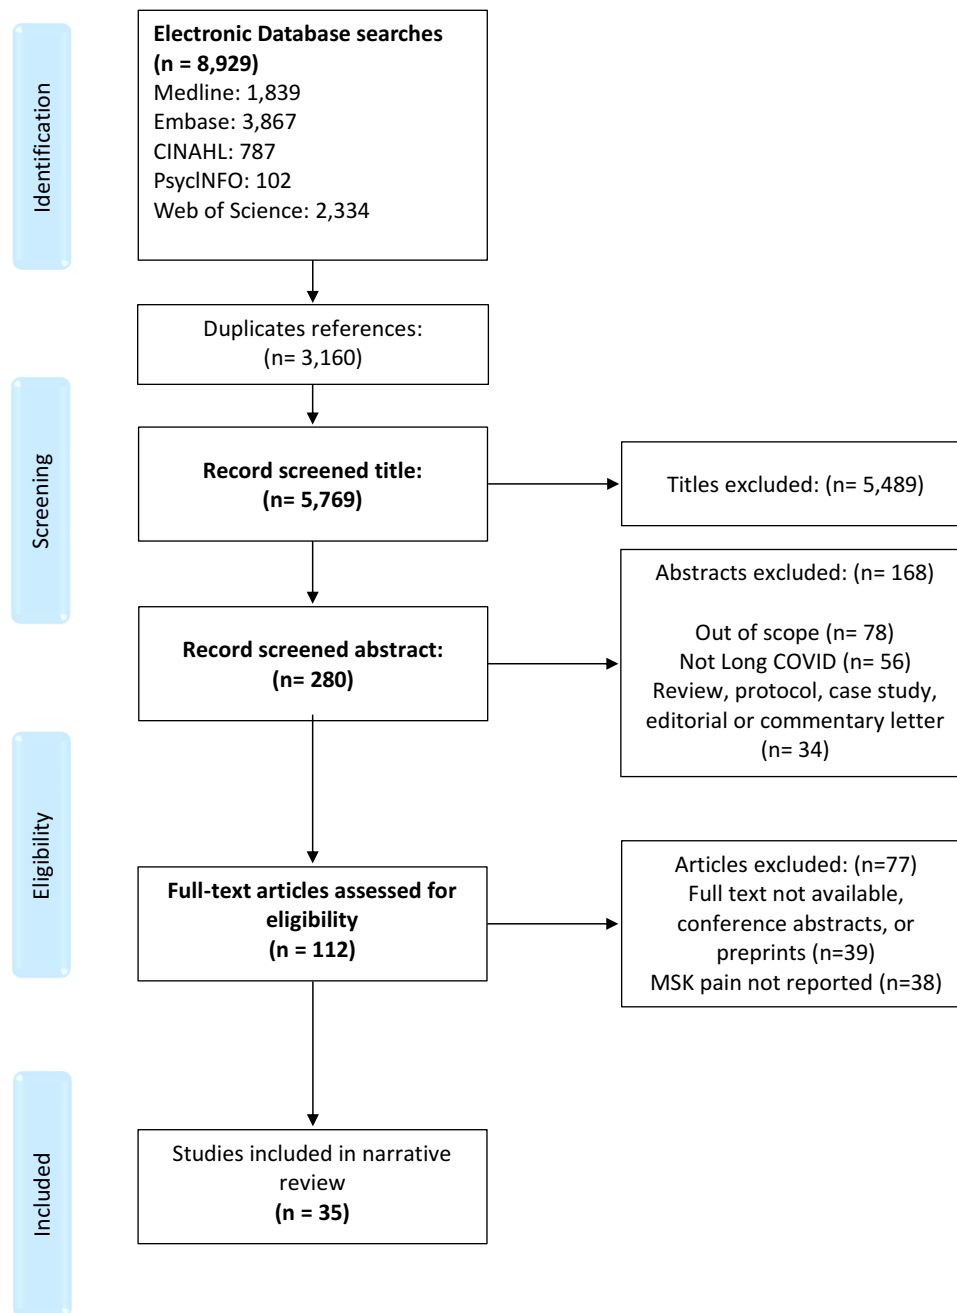 Identification
Electronic Database searches
(n = 8,929)
Medline: 1,839
Embase: 3,867
CINAHL: 787
PsyclNFO: 102
Web of Science: 2,334
Duplicates references:
(n= 3,160)
Screening
Record screened title:
(n= 5,769)
Titles excluded: (n= 5,489)
Record screened abstract:
(n= 280)
Abstracts excluded: (n= 168)
Out of scope (n= 78)
Not Long COVID (n= 56)
Review, protocol, case study,
editorial or commentary letter
(n= 34)
Eligibility
Full-text articles assessed for
eligibility
(n = 112)
Articles excluded: (n=77)
Full text not available,
conference abstracts, or
preprints (n=39)
MSK pain not reported (n=38)
Included
Studies included in narrative
review
(n = 35)